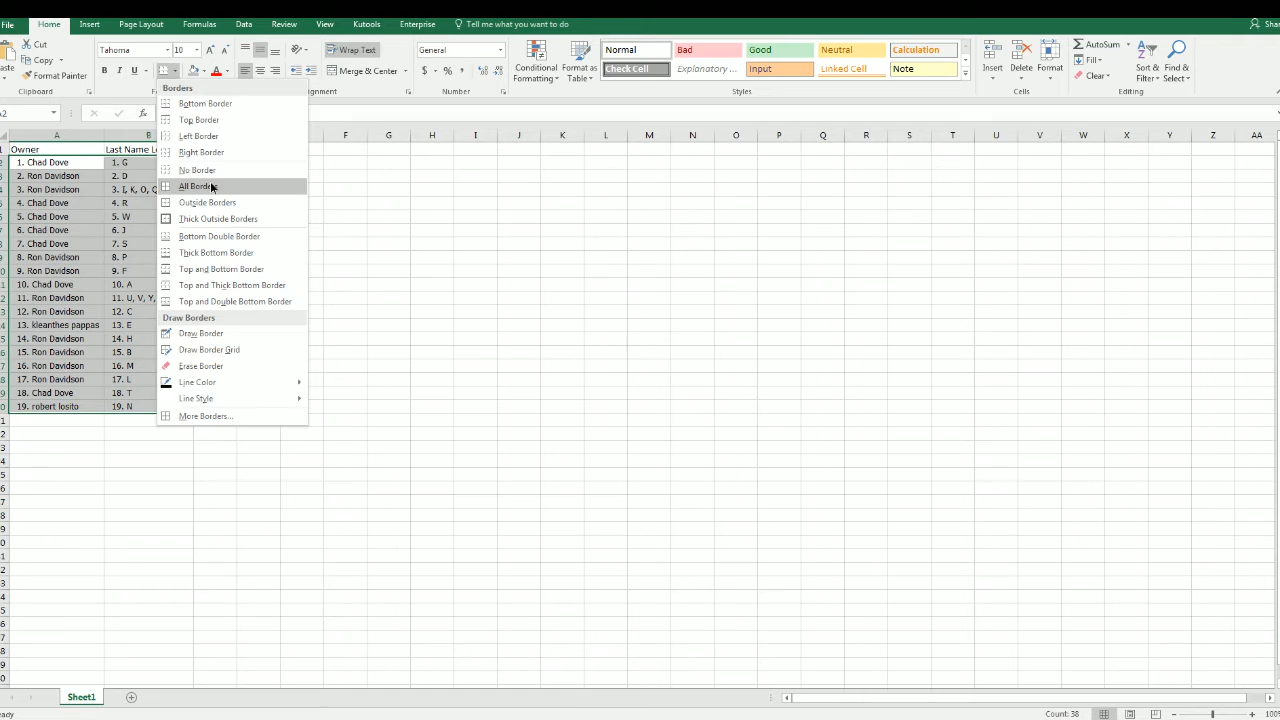 File Home Insert Page Layout Formulas Data Review View Kutools Enterprise Tell me what you want to do
Cut
Copy
Format Painter
Clipboard
Tahoma 10
B I U
Wrap Text
Merge & Center
General
$ % ,
Number
Conditional Formatting
Format as Table
Normal Bad Good Neutral Calculation
Check Cell Explanatory ... Input Linked Cell Note
Styles
Insert Delete Format
Cells
AutoSum
Fill
Clear
Sort & Filter
Find & Select
Editing
fx
A B F G H I J K L M N O P Q R S T U V W X Y Z AA
Owner
1. Chad Dove 1. G
2. Ron Davidson 2. D
3. Ron Davidson 3. I, K, O, Q
4. Chad Dove 4. R
5. Chad Dove 5. W
6. Chad Dove 6. J
7. Chad Dove 7. S
8. Ron Davidson 8. P
9. Ron Davidson 9. F
10. Chad Dove 10. A
11. Ron Davidson 11. U, V, Y,
12. Ron Davidson 12. C
13. kleanthes pappas 13. E
14. Ron Davidson 14. H
15. Ron Davidson 15. B
16. Ron Davidson 16. M
17. Ron Davidson 17. L
18. Chad Dove 18. T
19. robert losito 19. N
Last Name
Borders
Bottom Border
Top Border
Left Border
Right Border
No Border
All Borders
Outside Borders
Thick Outside Borders
Bottom Double Border
Thick Bottom Border
Top and Bottom Border
Top and Thick Bottom Border
Top and Double Bottom Border
Draw Borders
Draw Border
Draw Border Grid
Erase Border
Line Color
Line Style
More Borders...
Sheet1
Count: 38